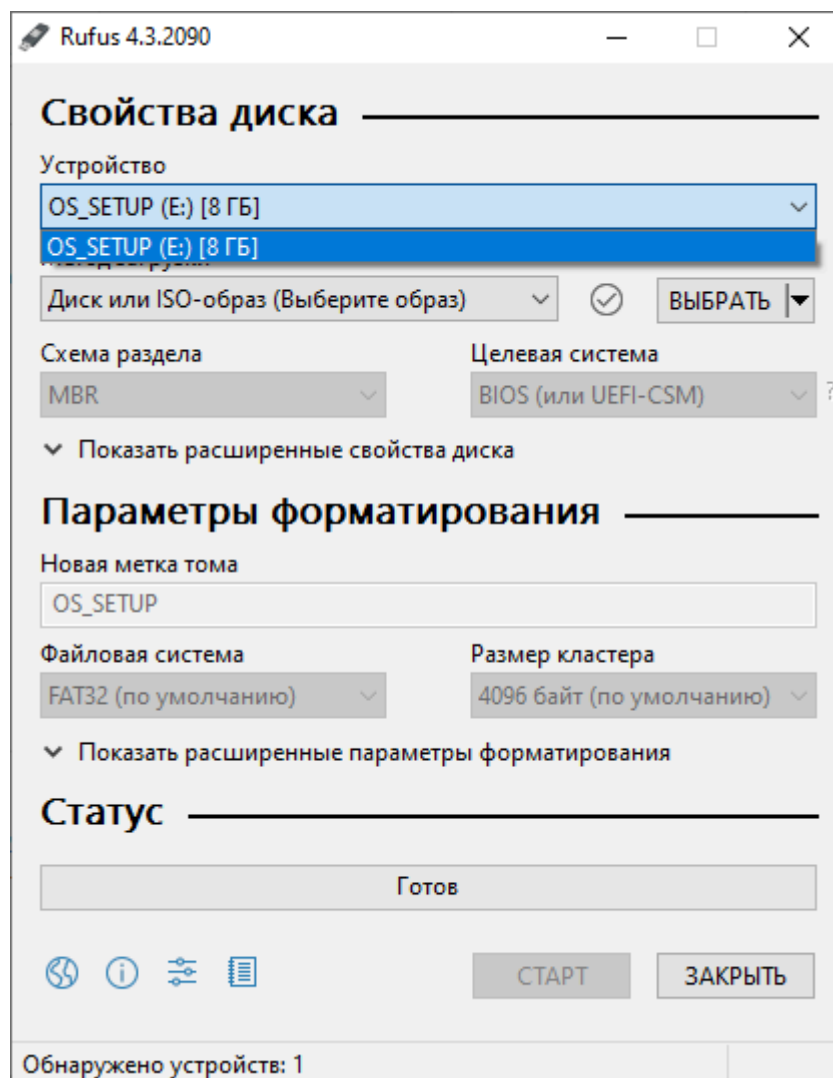 Rufus 4.3.2090
Свойства диска
Устройство
OS_SETUP (E:) [8 ГБ]
OS_SETUP (E:) [8 ГБ]
Диск или ISO-образ (Выберите образ)
ВЫБРАТЬ
Схема раздела
Целевая система
MBR
BIOS (или UEFI-CSM)
?
Показать расширенные свойства диска
Параметры форматирования
Новая метка тома
OS_SETUP
Файловая система
Размер кластера
FAT32 (по умолчанию)
4096 байт (по умолчанию)
Показать расширенные параметры форматирования
Статус
Готов
СТАРТ
ЗАКРЫТЬ
Обнаружено устройств: 1